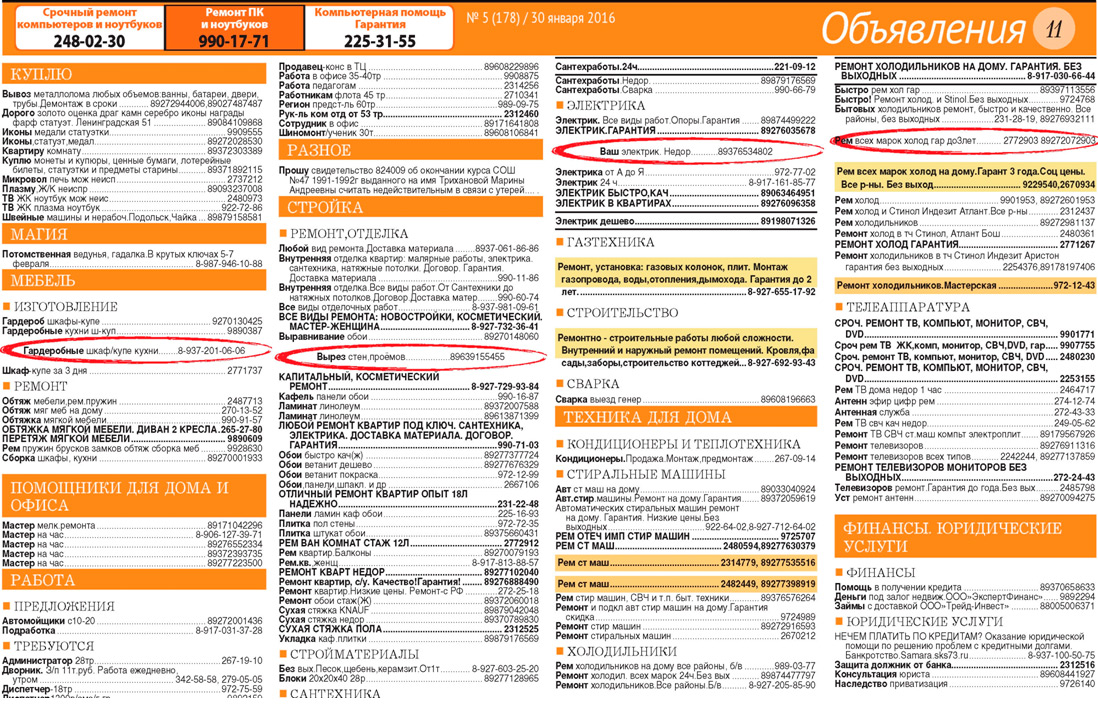 Срочный ремонт
компьютеров и ноутбуков
248-02-30
Ремонт ПК
и ноутбуков
990-17-71
Компьютерная помощь
Гарантия
225-31-55
№ 5 (178) / 30 января 2016
Объявления 11
КУПЛЮ
Вывоз металлолома любых объемов:ванны, батареи, двери,
трубы.Демонтаж в сроки 89272944006,89027487487
Дорого золото оценка драг камн серебро иконы награды
фарф статуэт. Ленинградская 51 89084109868
Иконы медали статуэтки. 9909555
Иконы,статуэт,медал 89272028530
Квартиру комнату 89372303389
Куплю монеты и купюры, ценные бумаги, лотерейные
билеты, статуэтки и предметы старины 89371892115
Микровол печь мож неисп 2737212
Плазму,Ж/К неиспр 89093237008
ТВ ЖК ноутбук мож неис 2480973
ТВ ЖК плазма ноутбук 922-72-86
Швейные машины и нерабоч.Подольск,Чайка 89879158581
МАГИЯ
Потомственная ведунья, гадалка.В крутых ключах 5-7
февраля 8-987-946-10-88
МЕБЕЛЬ
ИЗГОТОВЛЕНИЕ
Гардероб шкафы-купе 9270130425
Гардеробные кухни ш-куп 9890387
Гардеробные шкаф/купе кухни 8-937-201-06-06
Шкаф-купе за 3 дня 2771737
РЕМОНТ
Обтяж мебели,рем.пружин 2487713
Обтяж мяг меб на дому 270-13-52
Обтяжка мягкой мебели 990-91-57
ОБТЯЖКА МЯГКОЙ МЕБЕЛИ. ДИВАН 2 КРЕСЛА.265-27-80
ПЕРЕТЯЖ МЯГКОЙ МЕБЕЛИ 9890609
Рем пружин брусков замков обтяж сборка меб 9928630
Сборка шкафы, кухни 89270001933
ПОМОЩНИКИ ДЛЯ ДОМА И
ОФИСА
Мастер мелк.ремонта 89171042296
Мастер на час 8-906-127-39-71
Мастер на час 89276552334
Мастер на час 89372393735
Мастер на час 89277223500
РАБОТА
ПРЕДЛОЖЕНИЯ
Автомойщики с10-20 89272001436
Подработка 8-917-031-37-28
ТРЕБУЮТСЯ
Администратор 28тр 267-19-10
Дворник. З/п 11т.руб. Работа ежедневно,
утром 342-58-58, 279-05-05
Диспетчер-18тр 972-75-59
Продавец-конс в ТЦ 89608229896
Работа в офисе 35-40тр 9908875
Работа педагогам 2314256
Работникам флота 45 тр 2710341
Регион предст-ль 60тр 989-09-75
Рук-ль ком отд от 53 тр 2312460
Сотрудник в офис 89171641808
Шиномонт/ученик 30т 89608106841
РАЗНОЕ
Прошу свидетельство 824009 об окончании курса СОШ
№47 1991-1992г выданного на имя Трихановой Марины
Андреевны считать недействительным в связи с утерей
СТРОЙКА
РЕМОНТ,ОТДЕЛКА
Любой вид ремонта.Доставка материала 8937-061-86-86
Внутренняя отделка квартир: малярные работы, электрика.
сантехника, натяжные потолки. Договор. Гарантия.
Доставка материала 990-11-86
Внутренняя отделка.Все виды работ.От Сантехники до
натяжных потолков.Договор.Доставка матер 990-60-74
Все виды отделочных работ 8-937-981-09-61
ВСЕ ВИДЫ РЕМОНТА: НОВОСТРОЙКИ, КОСМЕТИЧЕСКИЙ.
МАСТЕР-ЖЕНЩИНА 8-927-732-36-41
Выравнивание обои 89270148060
Вырез стен,проёмов 89639155455
КАПИТАЛЬНЫЙ, КОСМЕТИЧЕСКИЙ
РЕМОНТ 8-927-729-93-84
Кафель панели обои 990-16-87
Ламинат линолеум 89372007588
Ламинат линолеум 89613871399
ЛЮБОЙ РЕМОНТ КВАРТИР ПОД КЛЮЧ. САНТЕХНИКА,
ЭЛЕКТРИКА. ДОСТАВКА МАТЕРИАЛА. ДОГОВОР.
ГАРАНТИЯ 990-71-03
Обои быстро кач(ж) 89277377724
Обои ветанит дешево 89277676329
Обои ветанит покраска 972-12-99
Обои,панели,шпакл. и др 2667106
ОТЛИЧНЫЙ РЕМОНТ КВАРТИР ОПЫТ 18Л
НАДЕЖНО 231-22-48
Панели ламин каф обои 225-16-93
Плитка пол стены 972-72-35
Плитка штукат обои 89375660431
РЕМ ВАН КОМНАТ СТАЖ 12Л 2772912
Рем квартир.Балконы 89270079193
Рем.кв. женщ 8-917-813-88-57
РЕМОНТ КВАРТ НЕДОР 89277102040
Ремонт квартир, с/у. Качество!Гарантия! 89276888490
Ремонт квартир.Низкие цены. Ремонт-с РФ 272-25-18
Ремонт обои стаж(Ж) 89372060018
Сухая стяжка KNAUF 89879042048
Сухая стяжка недор 89370789830
СУХАЯ СТЯЖКА ПОЛА 2312525
Укладка каф плитки 89879176569
СТРОЙМАТЕРИАЛЫ
Без вых.Песок,щебень,керамзит.От1т 8-927-603-25-20
Блоки 20х20х40 28р 89277128965
САНТЕХНИКА
Сантехработы.24ч 221-09-12
Сантехработы.Недор. 89879176569
Сантехработы Сварка 990-66-79
ЭЛЕКТРИКА
Электрик. Все виды работ.Опоры.Гарантия 89874499222
ЭЛЕКТРИК.ГАРАНТИЯ 89276035678
Ваш электрик. Недор 89376534802
Электрика от А до Я 972-77-02
Электрик 24 ч 8-917-161-85-77
ЭЛЕКТРИК БЫСТРО,КАЧ 89063464951
ЭЛЕКТРИК В КВАРТИРАХ 89276096358
Электрик дешево 89198071326
ГАЗТЕХНИКА
Ремонт, установка: газовых колонок, плит. Монтаж
газопровода, воды,отопления,дымохода. Гарантия до 2
лет 8-927-655-17-92
СТРОИТЕЛЬСТВО
Ремонтно - строительные работы любой сложности.
Внутренний и наружный ремонт помещений. Кровля,фа
сады,заборы,строительство коттеджей 8-927-692-93-43
СВАРКА
Сварка выезд генер 89608196663
ТЕХНИКА ДЛЯ ДОМА
КОНДИЦИОНЕРЫ И ТЕПЛОТЕХНИКА
Кондиционеры.Продажа.Монтаж,предмонтаж 267-09-14
СТИРАЛЬНЫЕ МАШИНЫ
Авт ст маш на дому 89033040924
Авт.стир.машины.Ремонт на дому.Гарантия 89372059619
Автоматических стиральных машин ремонт
на дому. Гарантия. Низкие цены.Без
выходных 922-64-02,8-927-712-64-02
РЕМ ОТЕЧ ИМП СТИР МАШИН 9725707
РЕМ СТ МАШ 2480594,89277630379
Рем ст маш 2314779, 89277535516
Рем ст маш 2482449, 89277398919
Рем стир машин, СВЧ и т.п. быт. техники 89376576264
Ремонт и подкл авт стир машин на дому.Гарантия
скидка 9724989
Ремонт стир машин 89272916593
Ремонт стиральных машин 2670212
ХОЛОДИЛЬНИКИ
Рем холодильников на дому все районы, б/в 989-03-77
Ремонт холодил. всех марок 24ч.Без вых 89874477797
Ремонт холодильников.Все районы.Б/в 8-927-205-85-90
РЕМОНТ ХОЛОДИЛЬНИКОВ НА ДОМУ. ГАРАНТИЯ. БЕЗ
ВЫХОДНЫХ 8-917-030-66-44
Быстро рем хол гар 89397113556
Быстро! Ремонт холод. и Stinol.Без выходных 9724768
Бытовых холодильников ремонт, быстро и качественно. Все
районы, без выходных 231-28-19, 89276932111
Рем всех марок холод гар до3лет 2772903 89272072903
Рем всех марок холод на дому.Гарант 3 года.Соц цены.
Все р-ны. Без выход 9229540,2670934
Рем холод 9901953, 89272601953
Рем холод и Стинол Индезит Атлант.Все р-ны 2312437
Рем холодильников 89272981137
Ремонт холод в тч Стинол, Атлант Бош 2480361
РЕМОНТ ХОЛОД ГАРАНТИЯ 2771267
Ремонт холодильников в тч Стинол Индезит Аристон
гарантия без выходных 2254376,89178197406
Ремонт холодильников.Мастерская 972-12-43
ТЕЛЕАППАРАТУРА
СРОЧ. РЕМОНТ ТВ, КОМПЬЮТ, МОНИТОР, СВЧ,
DVD 9901771
Сроч рем ТВ ЖК,комп, монитор, СВЧ,DVD, гар 9907755
Сроч. ремонт ТВ, компьют, монитор, СВЧ, DVD 2480230
СРОЧ. РЕМОНТ ТВ, КОМПЬЮТ, МОНИТОР, СВЧ,
DVD 2253155
Рем ТВ дома недор 1 час 2464717
Антенн эфир цифр рем 274-12-74
Антенная служба 272-43-33
Рем ТВ свч кач недор 249-05-62
Ремонт ТВ СВЧ ст.маш компьт электроплит 89179567926
Ремонт телевизоров 89276911316
Ремонт телевизоров всех типов 2242444, 89277137859
РЕМОНТ ТЕЛЕВИЗОРОВ МОНИТОРОВ БЕЗ
ВЫХОДНЫХ 272-24-43
Телевизоров ремонт.Гарантия до года.Без вых 2485798
Уст ремонт антенн 89270094275
ФИНАНСЫ. ЮРИДИЧЕСКИЕ
УСЛУГИ
ФИНАНСЫ
Помощь в получении кредита 89370658633
Деньги под залог недвиж.ООО»ЭкспертФинанс» 9892294
Займы с доставкой ООО»Трейд-Инвест» 88005006371
ЮРИДИЧЕСКИЕ УСЛУГИ
НЕЧЕМ ПЛАТИТЬ ПО КРЕДИТАМ? Оказание юридической
помощи по решению проблем с кредитными долгами.
Банкротство.Samara.sks73.ru 8-937-100-50-75
Защита должник от банка 2312516
Консультация юриста 89608441927
Наследство приватизация 9726140